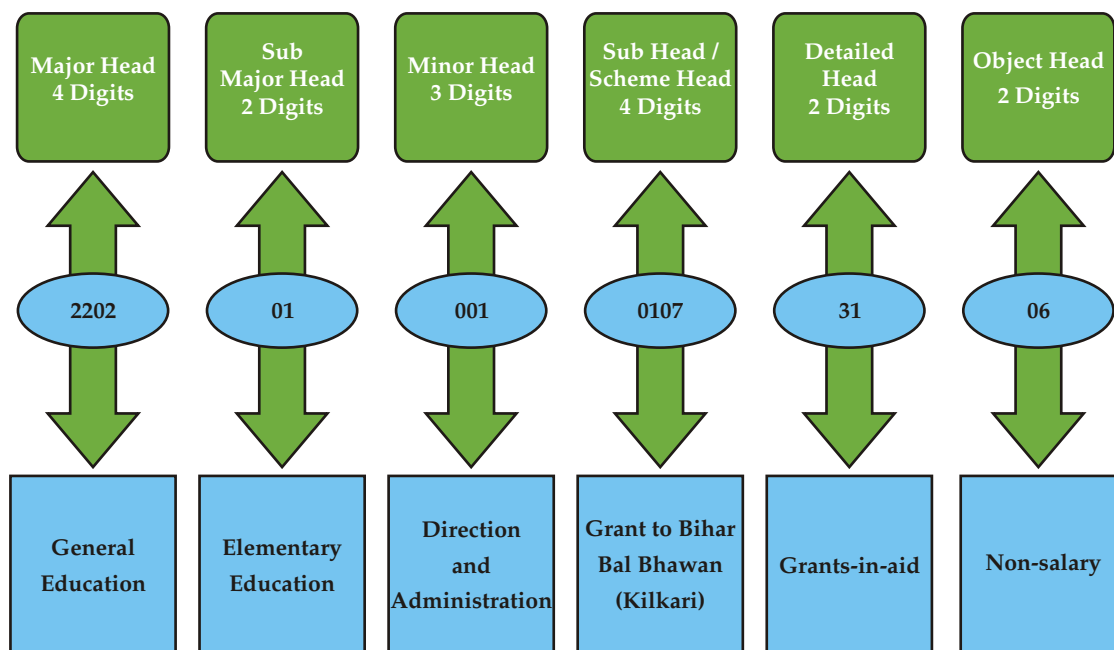 Major Head
4 Digits
Sub
Major Head
2 Digits
Minor Head
3 Digits
Sub Head /
Scheme Head
4 Digits
Detailed
Head
2 Digits
Object Head
2 Digits
2202
01
001
0107
31
06
General
Education
Elementary
Education
Direction
and
Administration
Grant to Bihar
Bal Bhawan
(Kilkari)
Grants-in-aid
Non-salary